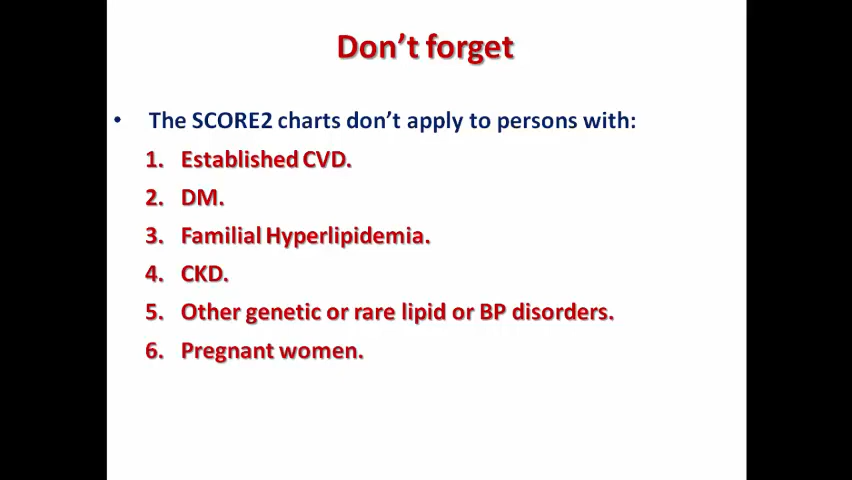 Don't forget
• The SCORE2 charts don't apply to persons with:
1. Established CVD.
2. DM.
3. Familial Hyperlipidemia.
4. CKD.
5. Other genetic or rare lipid or BP disorders.
6. Pregnant women.